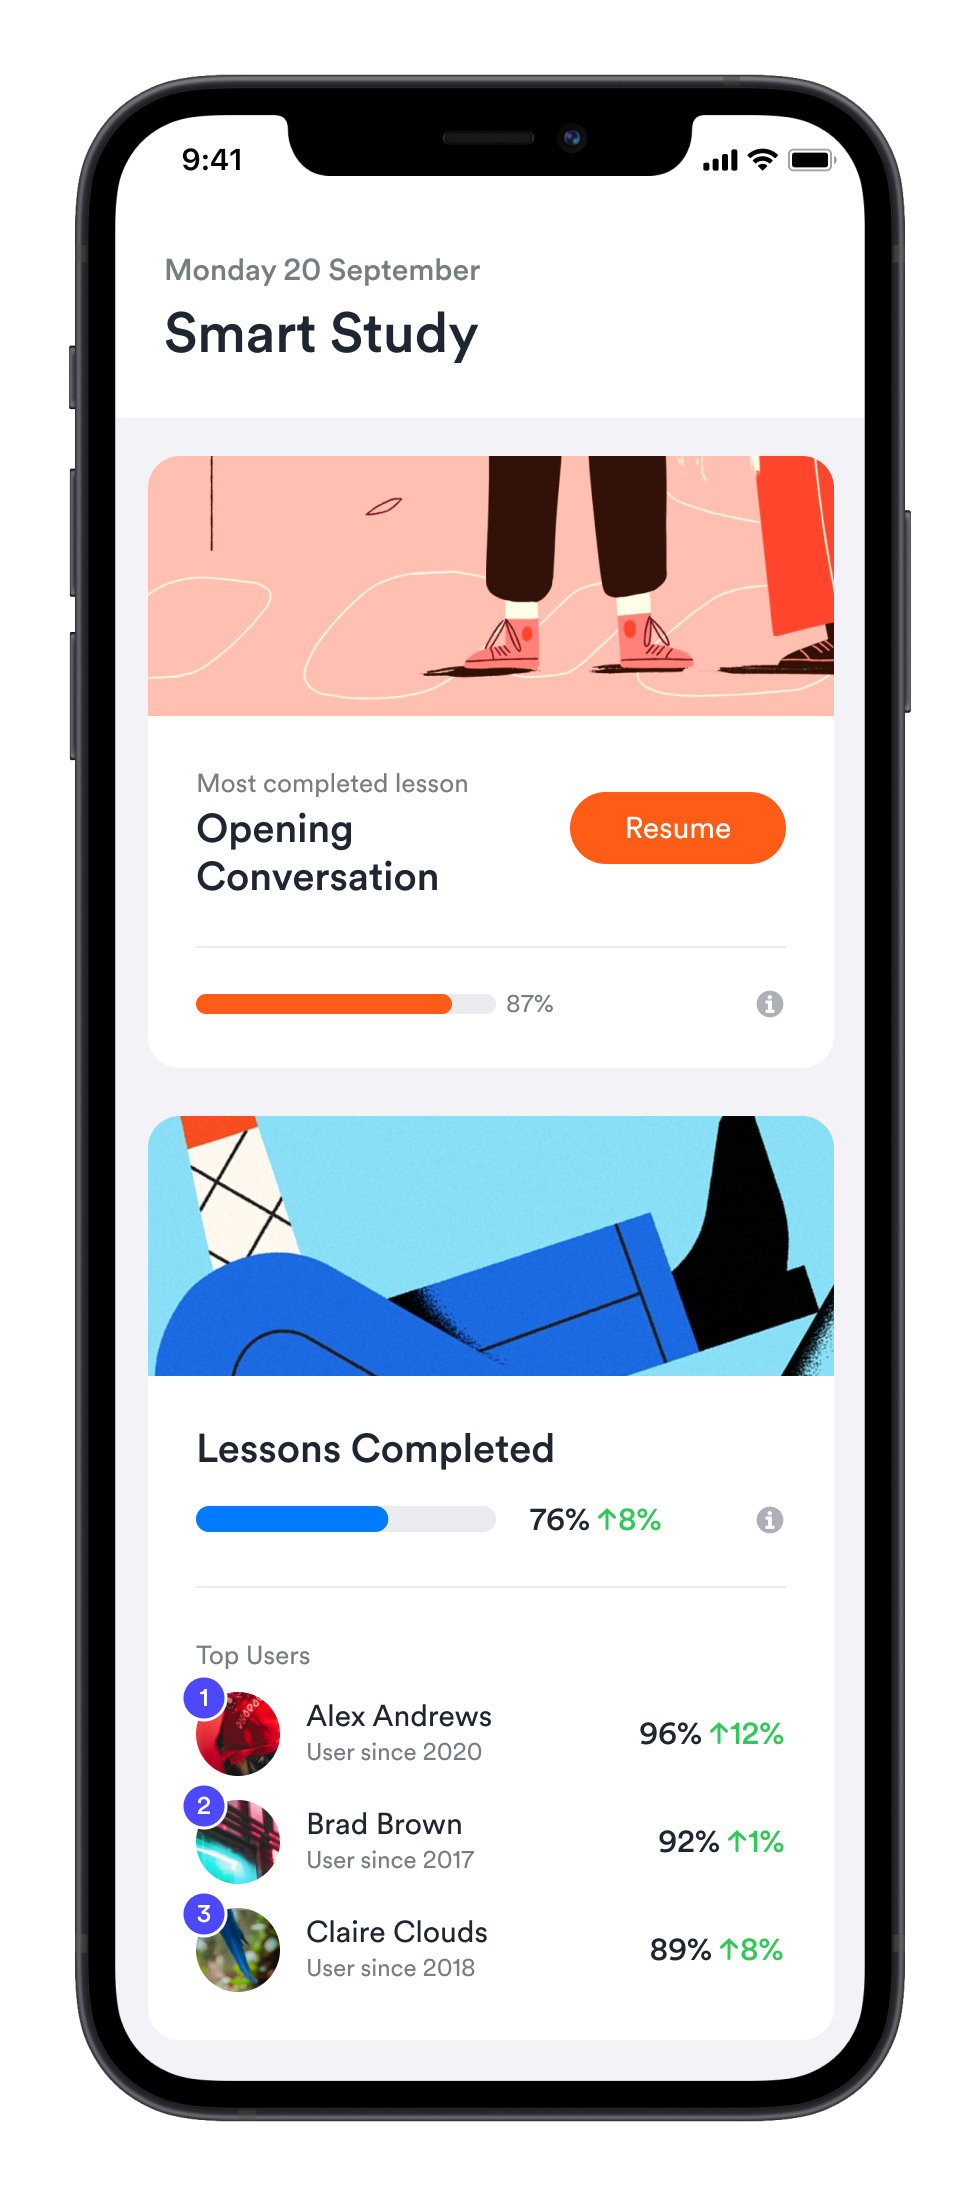 9:41
Monday 20 September
Smart Study
Most completed lesson
Opening
Conversation
Resume
87%
Lessons Completed
76% ↑8%
Top Users
1
Alex Andrews
User since 2020
96% ↑12%
2
Brad Brown
User since 2017
92% ↑1%
3
Claire Clouds
User since 2018
89% ↑8%